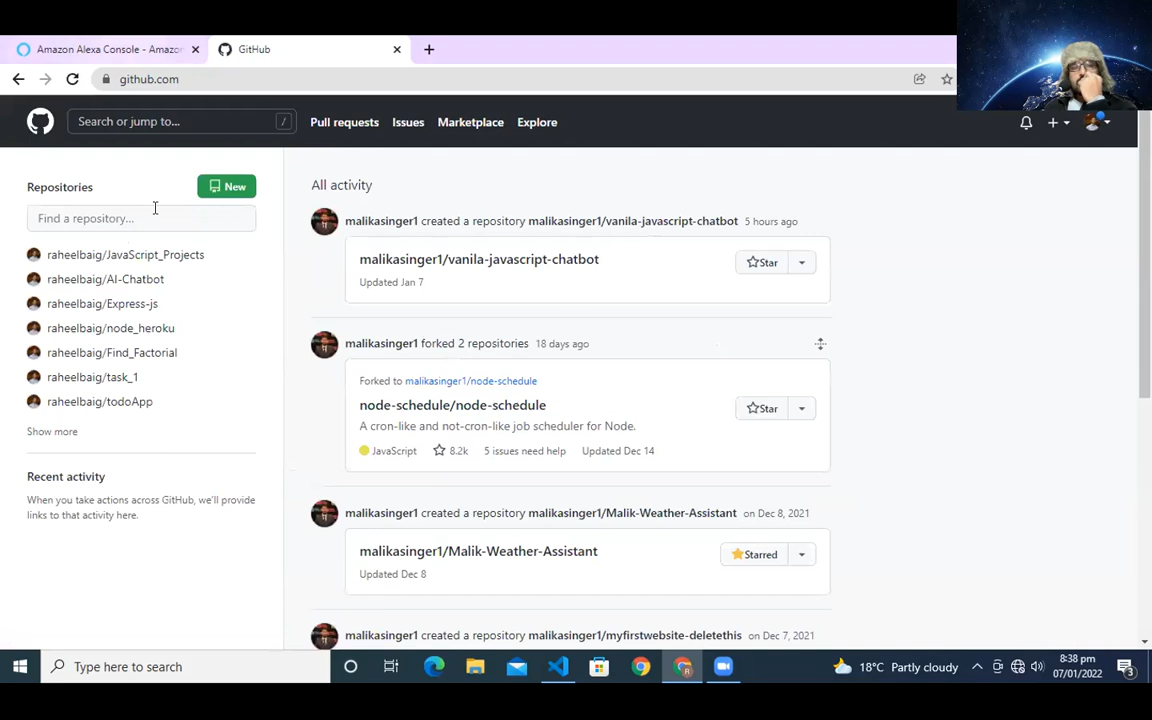 Amazon Alexa Console - Amazo
GitHub
github.com
Search or jump to...
/
Pull requests
Issues
Marketplace
Explore
Repositories
New
Find a repository...
raheelbaig/JavaScript_Projects
raheelbaig/AI-Chatbot
raheelbaig/Express-js
raheelbaig/node_heroku
raheelbaig/Find_Factorial
raheelbaig/task_1
raheelbaig/todoApp
Show more
Recent activity
When you take actions across GitHub, we'll provide
links to that activity here.
All activity
malikasinger1 created a repository malikasinger1/vanila-javascript-chatbot 5 hours ago
malikasinger1/vanila-javascript-chatbot
Star
Updated Jan 7
malikasinger1 forked 2 repositories 18 days ago
Forked to malikasinger1/node-schedule
node-schedule/node-schedule
Star
A cron-like and not-cron-like job scheduler for Node.
JavaScript 8.2k 5 issues need help Updated Dec 14
malikasinger1 created a repository malikasinger1/Malik-Weather-Assistant on Dec 8, 2021
malikasinger1/Malik-Weather-Assistant
Starred
Updated Dec 8
malikasinger1 created a repository malikasinger1/myfirstwebsite-deletethis on Dec 7, 2021
Type here to search
18°C Partly cloudy
8:38 pm
07/01/2022
3